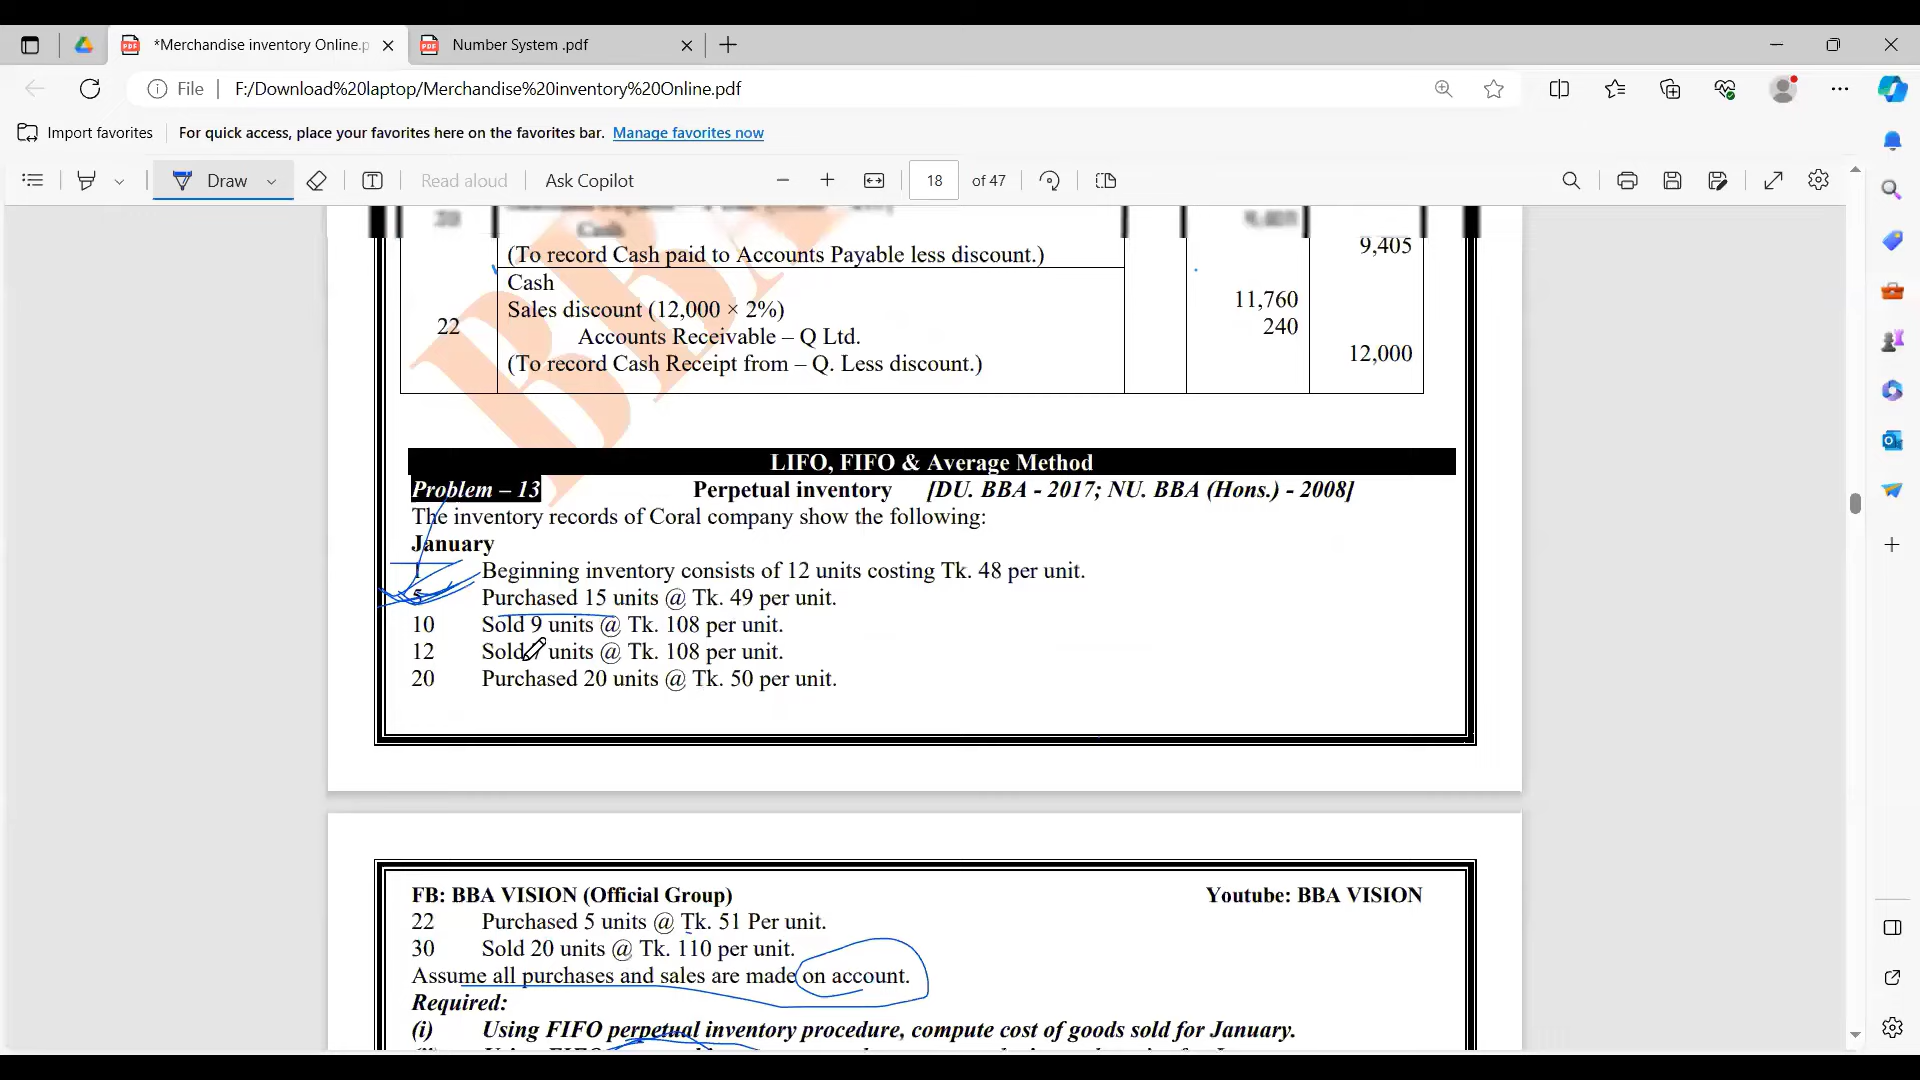 *Merchandise inventory Online.p
Number System .pdf
File F:/Download%20laptop/Merchandise%20inventory%20Online.pdf
Import favorites For quick access, place your favorites here on the favorites bar. Manage favorites now
Draw Read aloud Ask Copilot 18 of 47
9,405
(To record Cash paid to Accounts Payable less discount.)
Cash
11,760
Sales discount (12,000 × 2%)
22 240
Accounts Receivable – Q Ltd.
12,000
(To record Cash Receipt from – Q. Less discount.)
LIFO, FIFO & Average Method
Problem – 13 Perpetual inventory [DU. BBA - 2017; NU. BBA (Hons.) - 2008]
The inventory records of Coral company show the following:
January
1 Beginning inventory consists of 12 units costing Tk. 48 per unit.
5 Purchased 15 units @ Tk. 49 per unit.
10 Sold 9 units @ Tk. 108 per unit.
12 Sold 7 units @ Tk. 108 per unit.
20 Purchased 20 units @ Tk. 50 per unit.
FB: BBA VISION (Official Group) Youtube: BBA VISION
22 Purchased 5 units @ Tk. 51 Per unit.
30 Sold 20 units @ Tk. 110 per unit.
Assume all purchases and sales are made on account.
Required:
(i) Using FIFO perpetual inventory procedure, compute cost of goods sold for January.